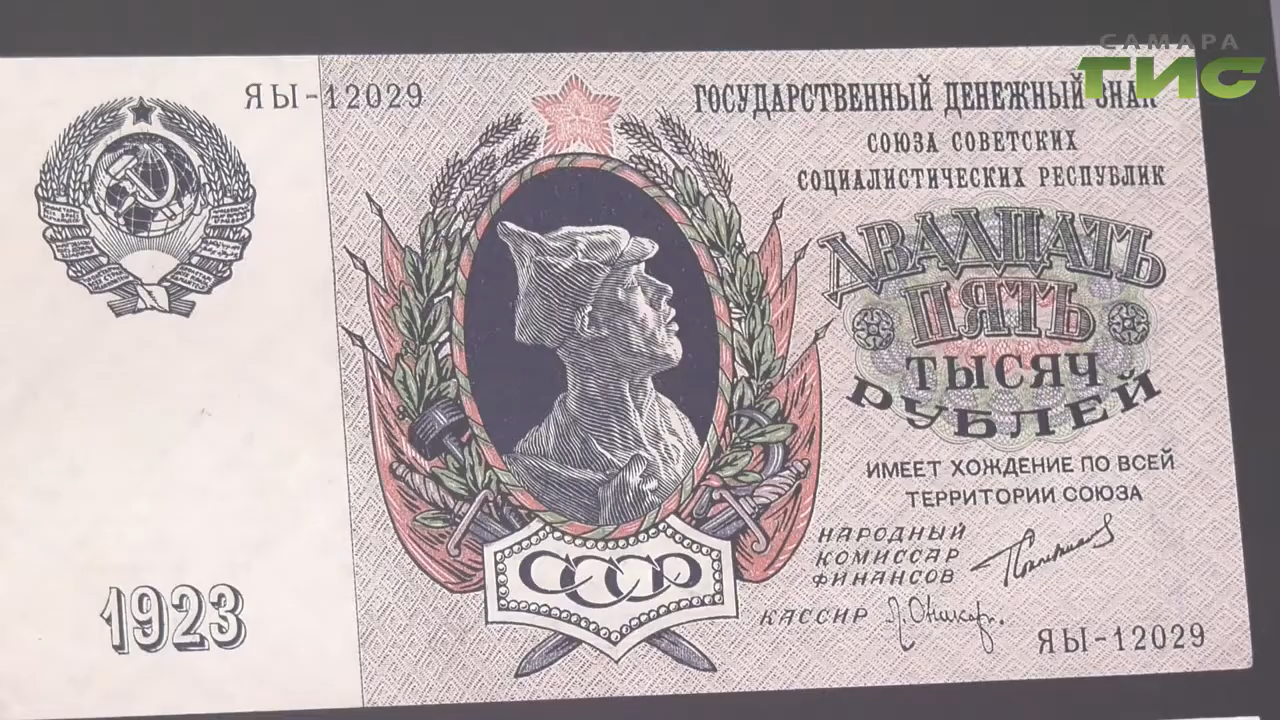 САМАРА
ГИС
ЯЫ-12029
ГОСУДАРСТВЕННЫЙ ДЕНЕЖНЫЙ ЗНАК
СОЮЗА СОВЕТСКИХ
СОЦИАЛИСТИЧЕСКИХ РЕСПУБЛИК
ДВАДЦАТЬ
ПЯТЬ
ТЫСЯЧ
РУБЛЕЙ
ИМЕЕТ ХОЖДЕНИЕ ПО ВСЕЙ
ТЕРРИТОРИИ СОЮЗА
НАРОДНЫЙ
КОМИССАР
ФИНАНСОВ
КАССИР
СССР
1923
ЯЫ-12029